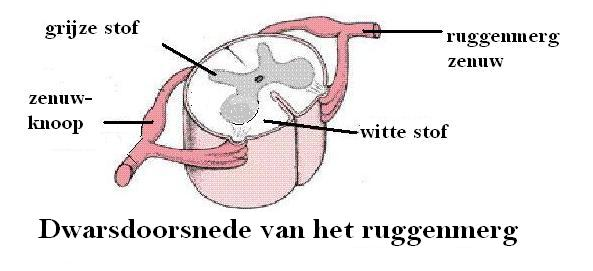 grijze stof
ruggenmerg
zenuw
zenuw-
knoop
witte stof
Dwarsdoorsnede van het ruggenmerg